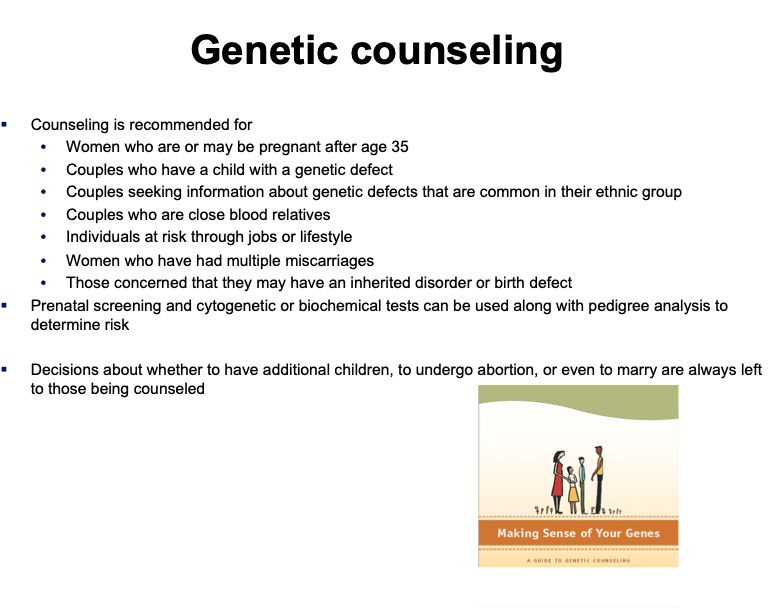 Genetic counseling
▪ Counseling is recommended for
• Women who are or may be pregnant after age 35
• Couples who have a child with a genetic defect
• Couples seeking information about genetic defects that are common in their ethnic group
• Couples who are close blood relatives
• Individuals at risk through jobs or lifestyle
• Women who have had multiple miscarriages
• Those concerned that they may have an inherited disorder or birth defect
▪ Prenatal screening and cytogenetic or biochemical tests can be used along with pedigree analysis to
determine risk
▪ Decisions about whether to have additional children, to undergo abortion, or even to marry are always left
to those being counseled
Making Sense of Your Genes
A GUIDE TO GENETIC COUNSELING